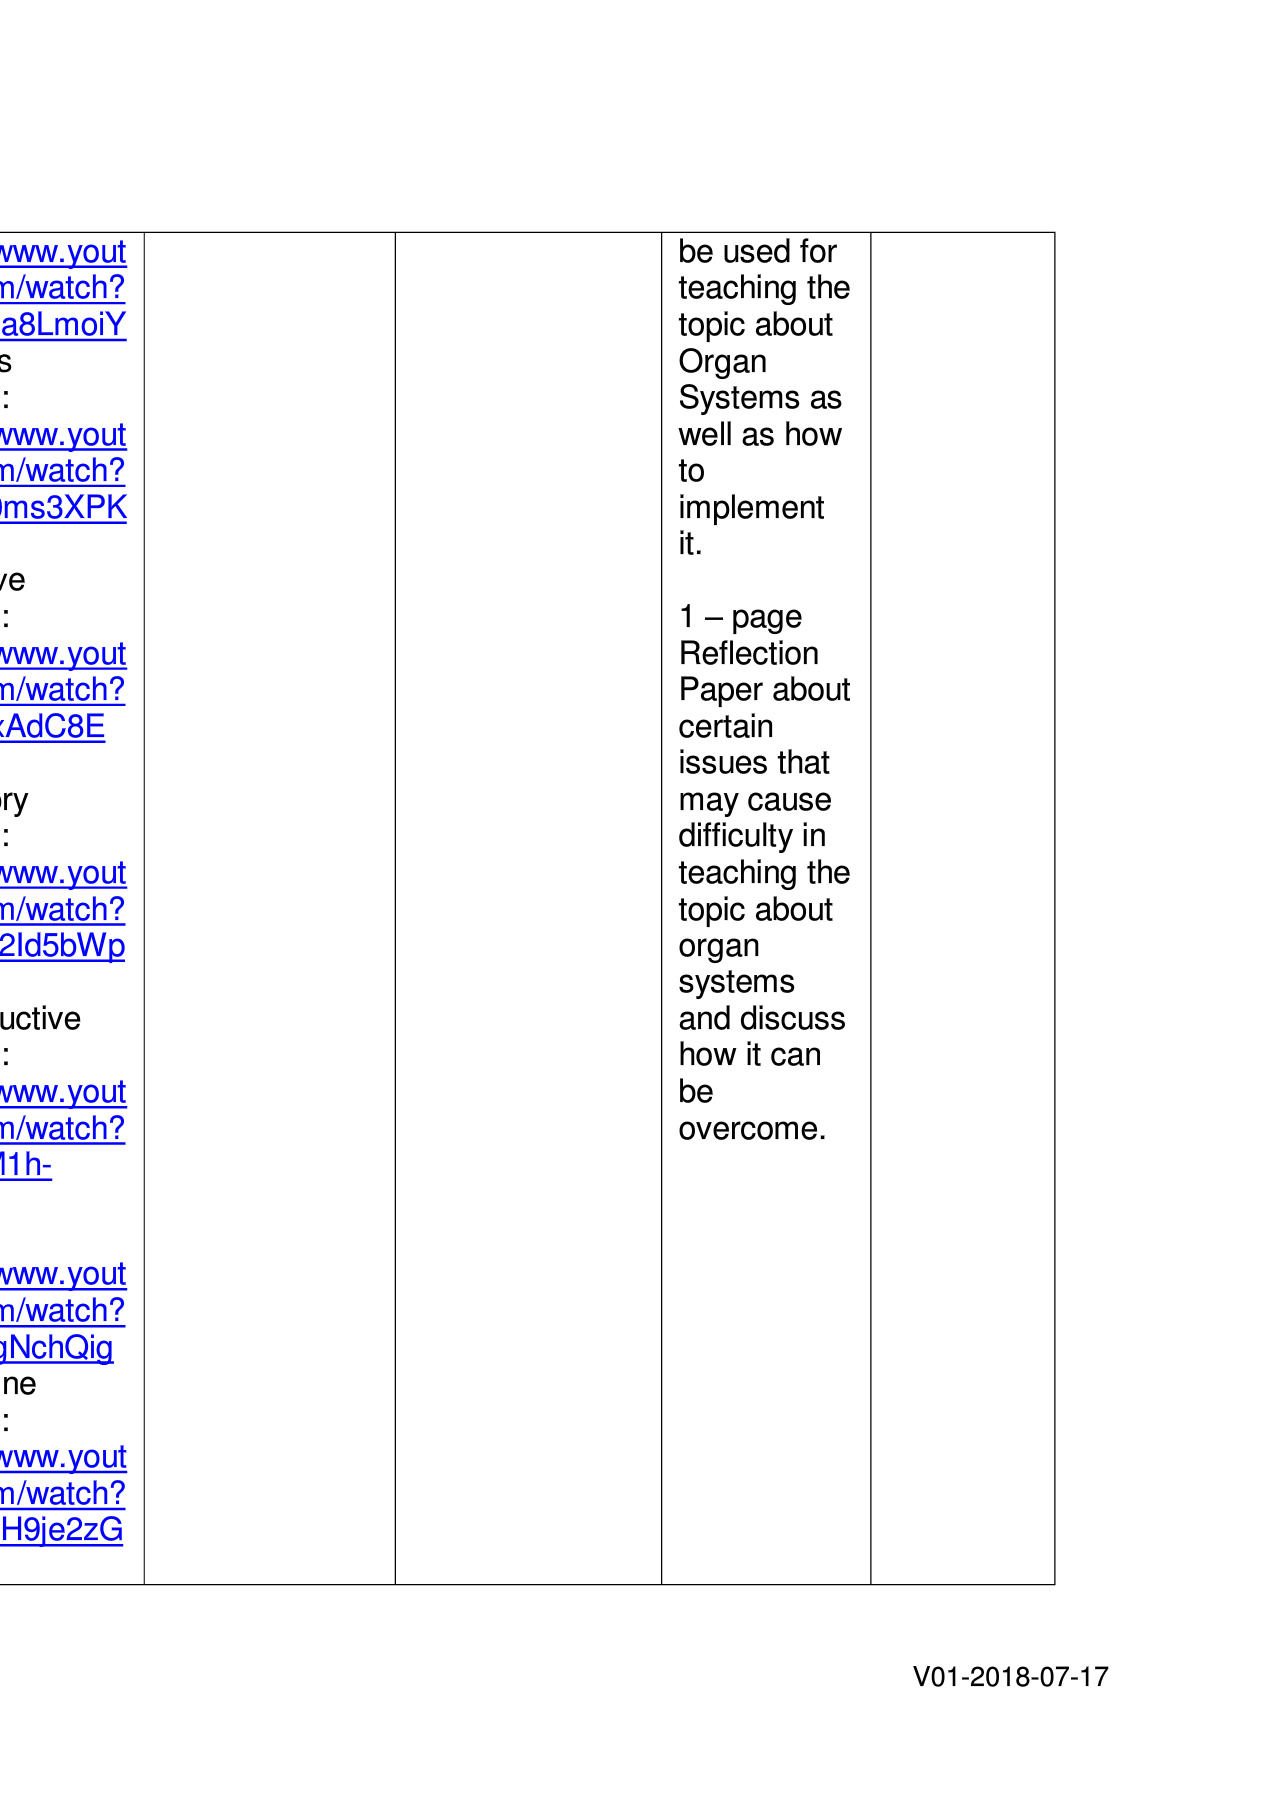 www.yout
m/watch?
a8LmoiY
s
:
www.yout
m/watch?
0ms3XPK
ve
:
www.yout
m/watch?
xAdC8E
ory
:
www.yout
m/watch?
2Id5bWp
uctive
:
www.yout
m/watch?
M1h-
www.yout
m/watch?
gNchQig
ne
:
www.yout
m/watch?
H9je2zG
be used for
teaching the
topic about
Organ
Systems as
well as how
to
implement
it.
1 – page
Reflection
Paper about
certain
issues that
may cause
difficulty in
teaching the
topic about
organ
systems
and discuss
how it can
be
overcome.
V01-2018-07-17